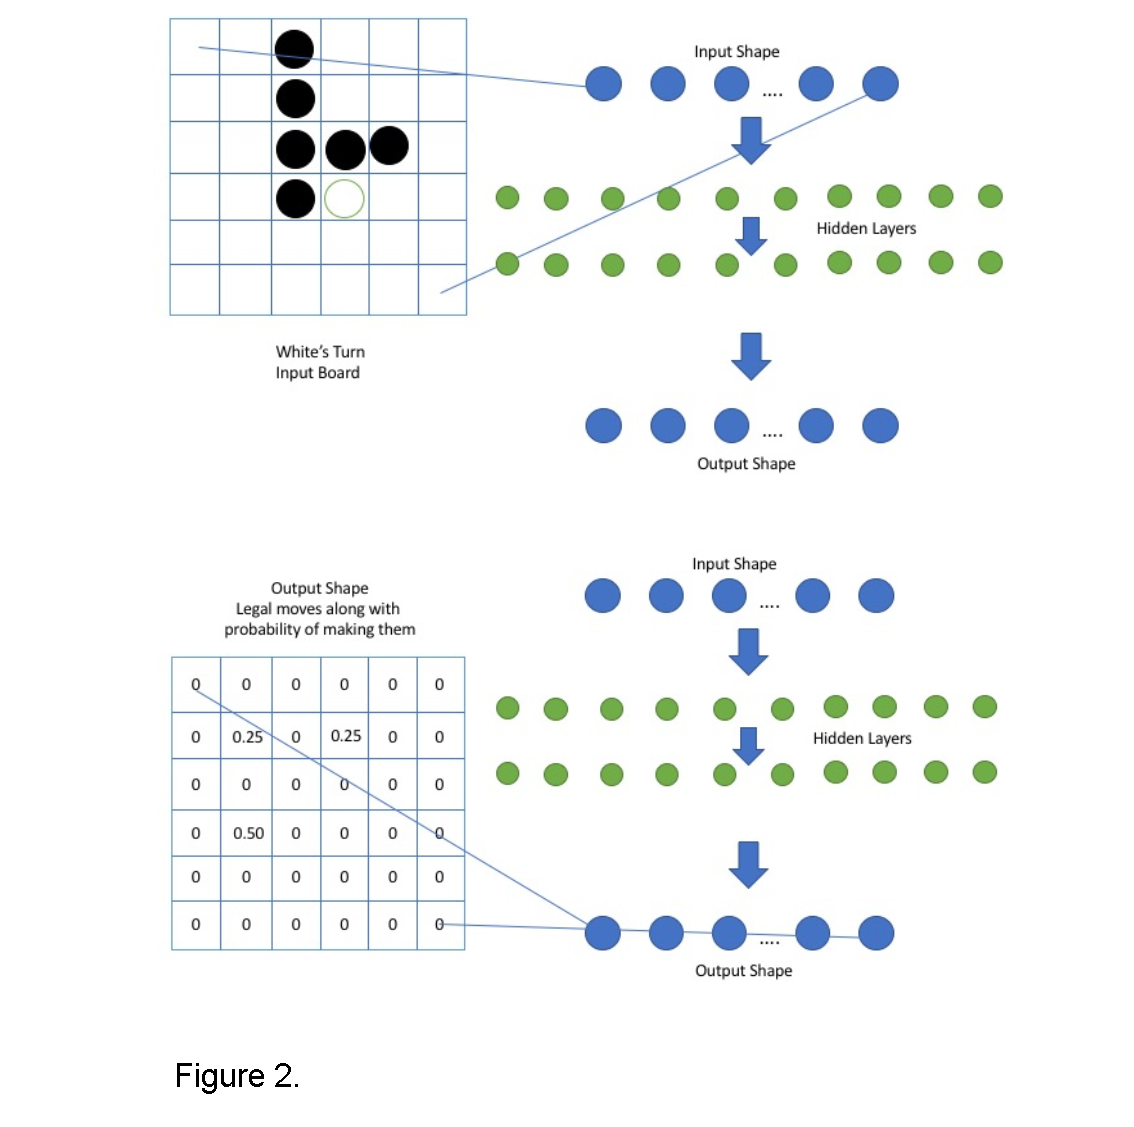 Input Shape
....
Hidden Layers
White's Turn
Input Board
....
Output Shape
Input Shape
....
Output Shape
Legal moves along with
probability of making them
0 0 0 0 0 0
0 0.25 0 0.25 0 0
0 0 0 0 0 0
0 0.50 0 0 0 0
0 0 0 0 0 0
0 0 0 0 0 0
Hidden Layers
....
Output Shape
Figure 2.